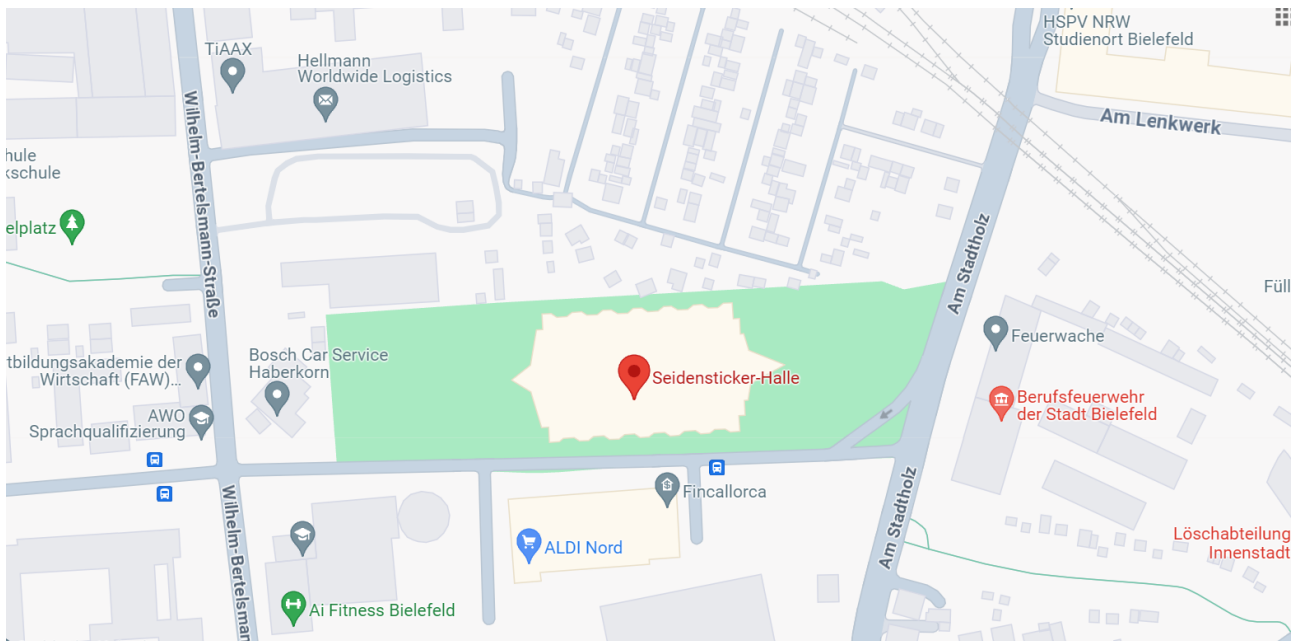 TiAAX
Hellmann
Worldwide Logistics
HSPV NRW
Studienort Bielefeld
Am Lenkwerk
Wilhelm-Bertelsmann-Straße
hule
kschule
elplatz
Am Stadtholz
Füll
Feuerwache
Bosch Car Service
Haberkorn
Seidensticker-Halle
tbildungsakademie der
Wirtschaft (FAW)...
Berufsfeuerwehr
der Stadt Bielefeld
AWO
Sprachqualifizierung
Fincallorca
Am Stadtholz
Wilhelm-Bertelsman
ALDI Nord
Löschabteilung
Innenstadt
Ai Fitness Bielefeld